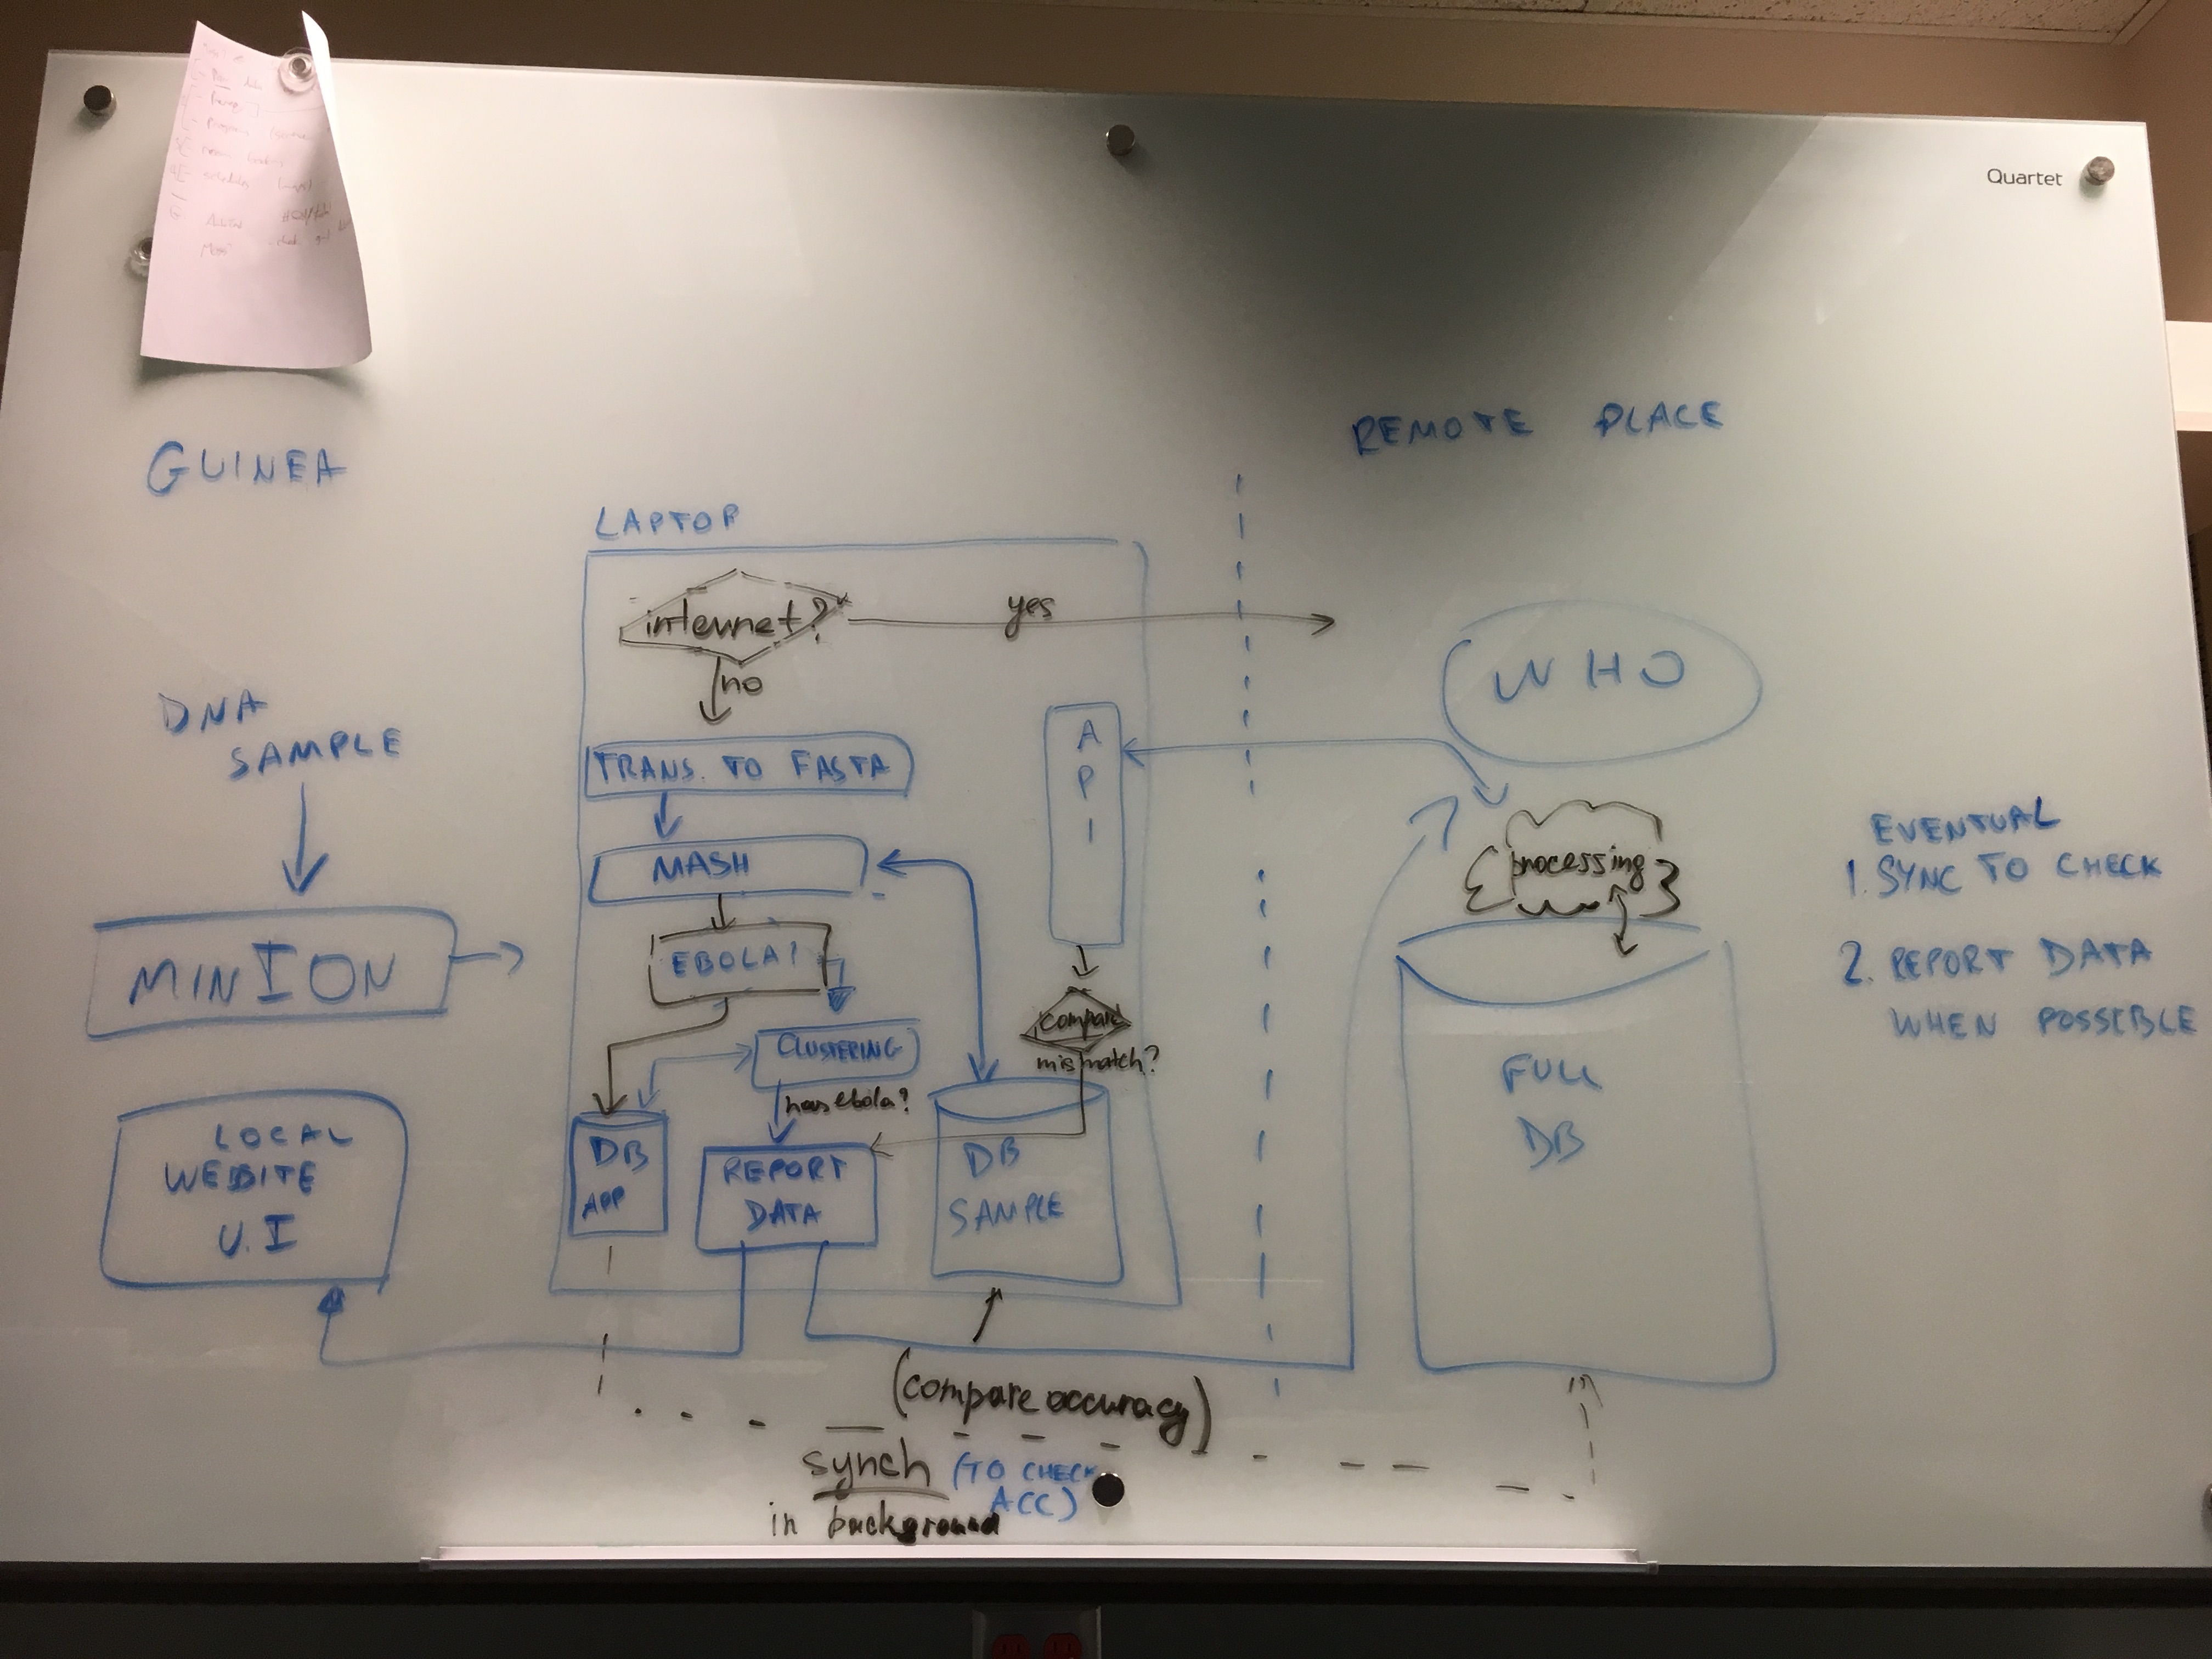 Quartet
GUINEA
REMOTE PLACE
LAPTOP
internet?
yes
no
WHO
DNA
SAMPLE
TRANS. TO FASTA
API
MASH
processing
EVENTUAL
1. SYNC TO CHECK
2. REPORT DATA
WHEN POSSIBLE
MINION
EBOLA?
compare
mismatch?
CLUSTERING
has ebola?
FULL
DB
LOCAL
WEBITE
U.I
DB
APP
REPORT
DATA
DB
SAMPLE
(compare accuracy)
synch (TO CHECK
ACC)
in background